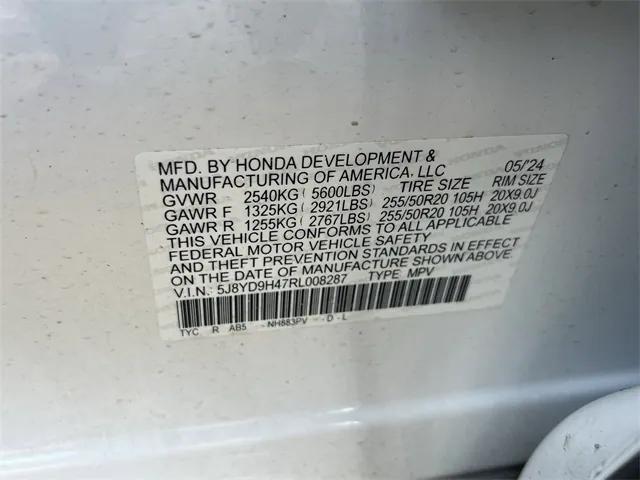 MFD. BY HONDA DEVELOPMENT & 05/'24
MANUFACTURING OF AMERICA, LLC
GVWR 2540KG ( 5600LBS) TIRE SIZE RIM SIZE
GAWR F 1325KG ( 2921LBS) 255/50R20 105H 20X9.0J
GAWR R 1255KG ( 2767LBS) 255/50R20 105H 20X9.0J
THIS VEHICLE CONFORMS TO ALL APPLICABLE
FEDERAL MOTOR VEHICLE SAFETY
AND THEFT PREVENTION STANDARDS IN EFFECT
ON THE DATE OF MANUFACTURE SHOWN ABOVE.
V.I.N.: 5J8YD9H47RL008287 TYPE MPV
TYC R AB5 -NH883PV- -D-L